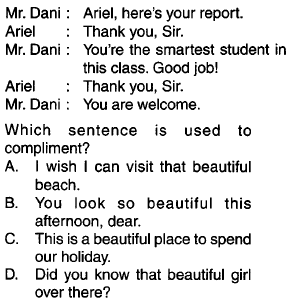 Mr. Dani : Ariel, here's your report.
Ariel : Thank you, Sir.
Mr. Dani : You're the smartest student in
this class. Good job!
Ariel : Thank you, Sir.
Mr. Dani : You are welcome.
Which sentence is used to
compliment?
A. I wish I can visit that beautiful
beach.
B. You look so beautiful this
afternoon, dear.
C. This is a beautiful place to spend
our holiday.
D. Did you know that beautiful girl
over there?